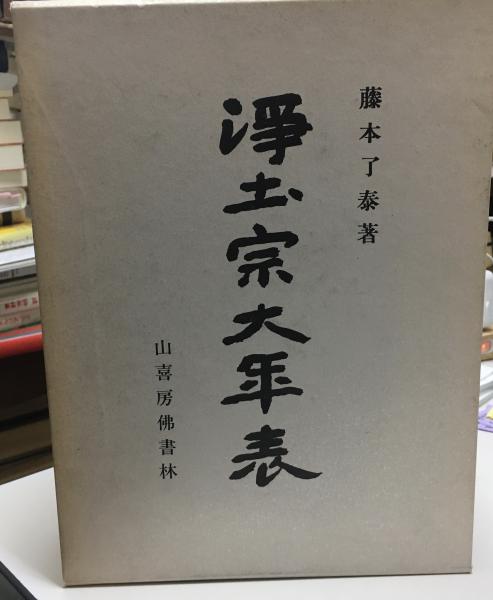 藤本了泰著
淨土宗大年表
山喜房佛書林